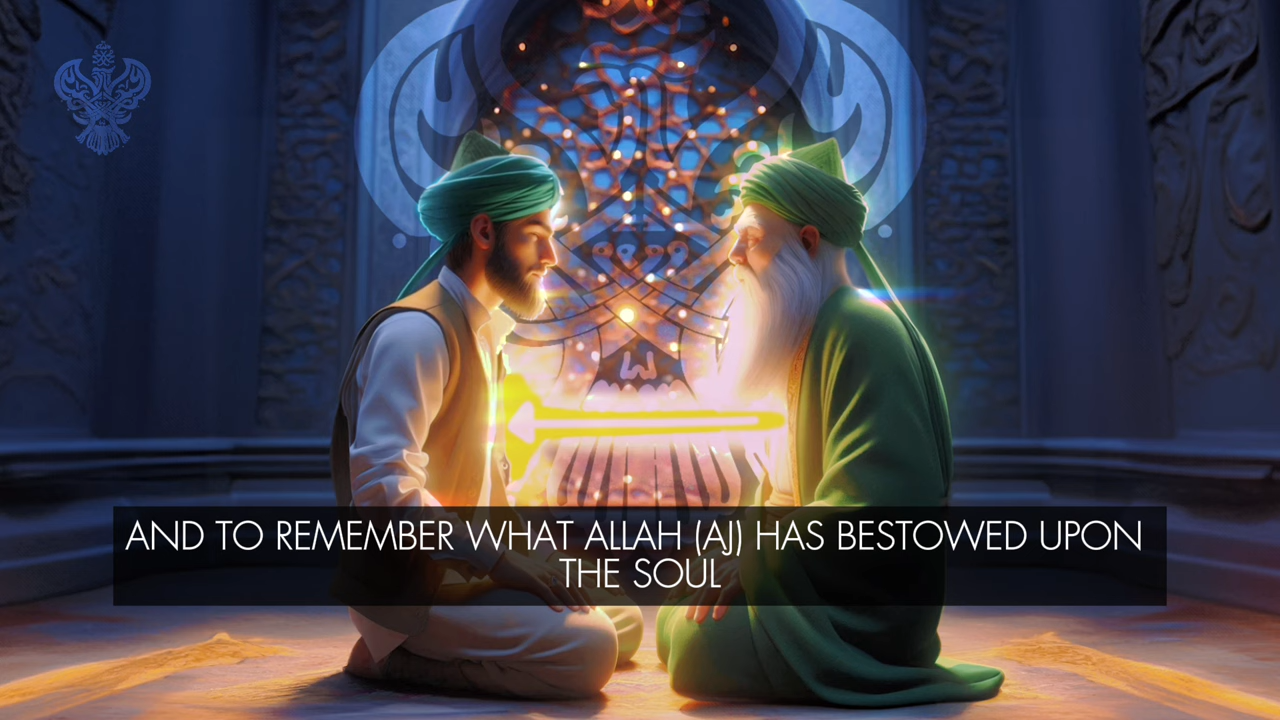 AND TO REMEMBER WHAT ALLAH (AJ) HAS BESTOWED UPON
THE SOUL